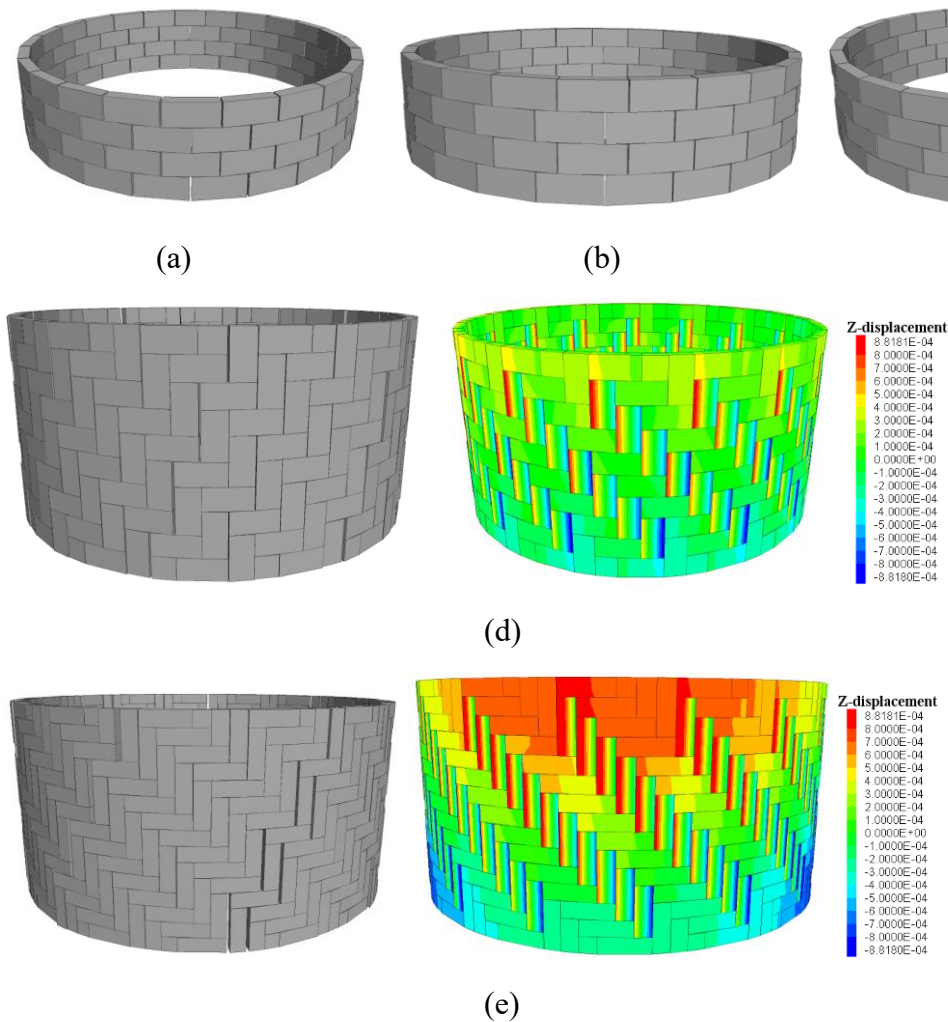 (a)
(b)
Z-displacement
8.8181E-04
8.0000E-04
6.0000E-04
5.0000E-04
4.0000E-04
3.0000E-04
2.0000E-04
1.0000E-04
0.0000E+00
-1.0000E-04
-2.0000E-04
-3.0000E-04
-4.0000E-04
-5.0000E-04
-6.0000E-04
-7.0000E-04
-8.0000E-04
-8.8180E-04
(d)
Z-displacement
8.8181E-04
8.0000E-04
7.0000E-04
6.0000E-04
5.0000E-04
4.0000E-04
3.0000E-04
2.0000E-04
1.0000E-04
0.0000E+00
-1.0000E-04
-2.0000E-04
-3.0000E-04
-4.0000E-04
-5.0000E-04
-6.0000E-04
-7.0000E-04
-8.0000E-04
-8.8180E-04
(e)